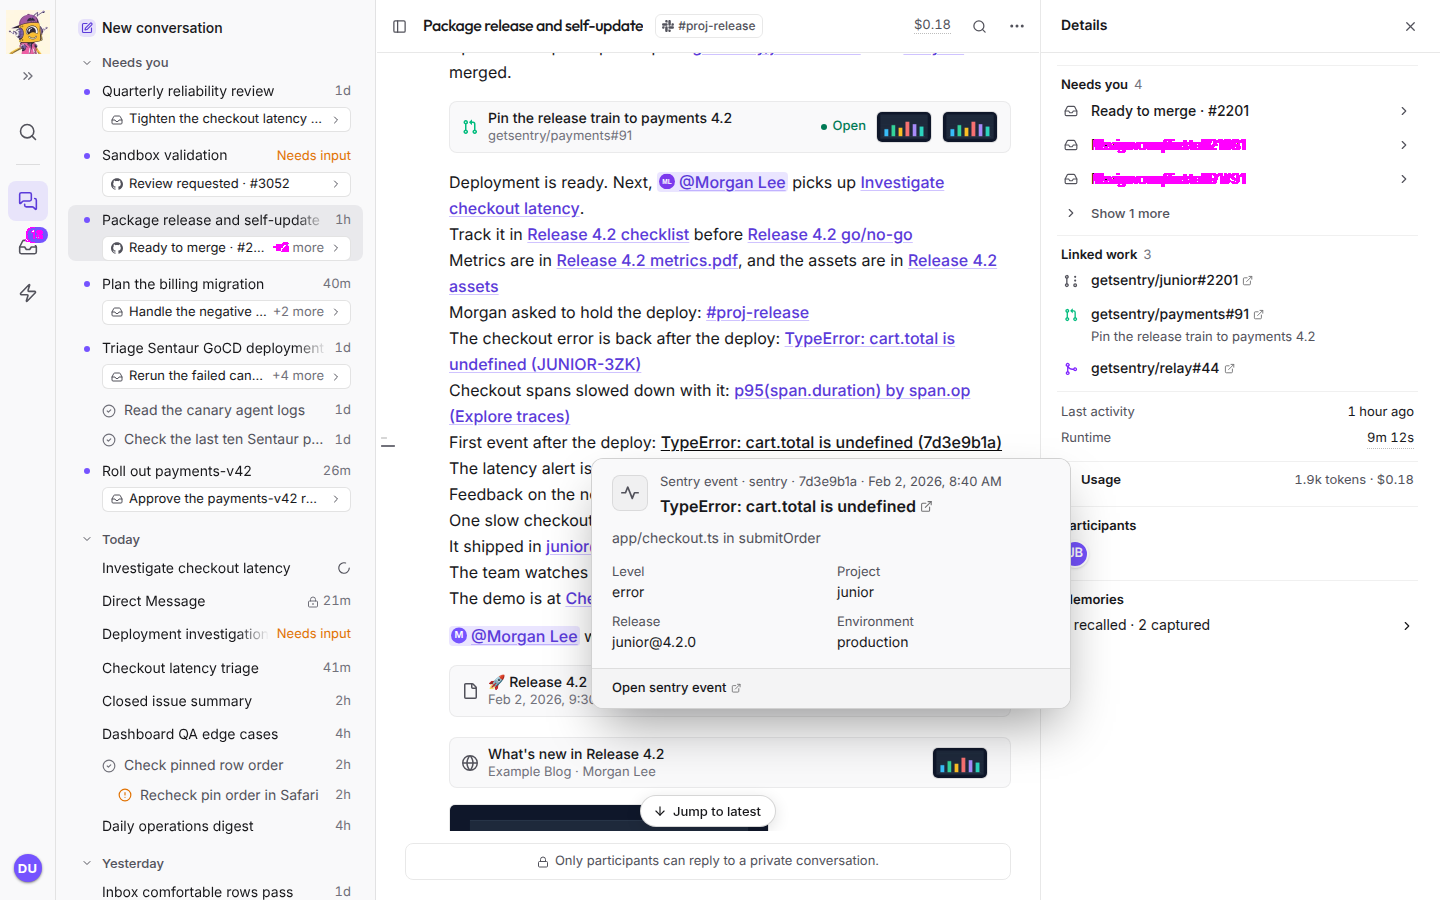 New conversation
Needs you
Quarterly reliability review 1d
Tighten the checkout latency ...
Sandbox validation Needs input
Review requested · #3052
Package release and self-update 1h
Ready to merge · #2... more
Plan the billing migration 40m
Handle the negative ... +2 more
Triage Sentaur GoCD deployment 1d
Rerun the failed can... +4 more
Read the canary agent logs 1d
Check the last ten Sentaur p... 1d
Roll out payments-v42 26m
Approve the payments-v42 r...
Today
Investigate checkout latency
Direct Message 21m
Deployment investigation Needs input
Checkout latency triage 41m
Closed issue summary 2h
Dashboard QA edge cases 4h
Check pinned row order 2h
Recheck pin order in Safari 2h
Daily operations digest 4h
Yesterday
Inbox comfortable rows pass 1d
DU
Package release and self-update #proj-release $0.18
merged.
Pin the release train to payments 4.2
getsentry/payments#91
Open
Deployment is ready. Next, ML @Morgan Lee picks up Investigate
checkout latency.
Track it in Release 4.2 checklist before Release 4.2 go/no-go
Metrics are in Release 4.2 metrics.pdf, and the assets are in Release 4.2
assets
Morgan asked to hold the deploy: #proj-release
The checkout error is back after the deploy: TypeError: cart.total is
undefined (JUNIOR-3ZK)
Checkout spans slowed down with it: p95(span.duration) by span.op
(Explore traces)
First event after the deploy: TypeError: cart.total is undefined (7d3e9b1a)
The latency alert is
Feedback on the
One slow checkout
It shipped in junior
The team watches
The demo is at
M @Morgan Lee
🚀 Release 4.2
Feb 2, 2026,
Sentry event · sentry · 7d3e9b1a · Feb 2, 2026, 8:40 AM
TypeError: cart.total is undefined
app/checkout.ts in submitOrder
Level Project
error junior
Release Environment
junior@4.2.0 production
Open sentry event
What's new in Release 4.2
Example Blog · Morgan Lee
Jump to latest
Only participants can reply to a private conversation.
Details
Needs you 4
Ready to merge · #2201
Show 1 more
Linked work 3
getsentry/junior#2201
getsentry/payments#91
Pin the release train to payments 4.2
getsentry/relay#44
Last activity 1 hour ago
Runtime 9m 12s
Usage 1.9k tokens · $0.18
articipants
emories
recalled · 2 captured